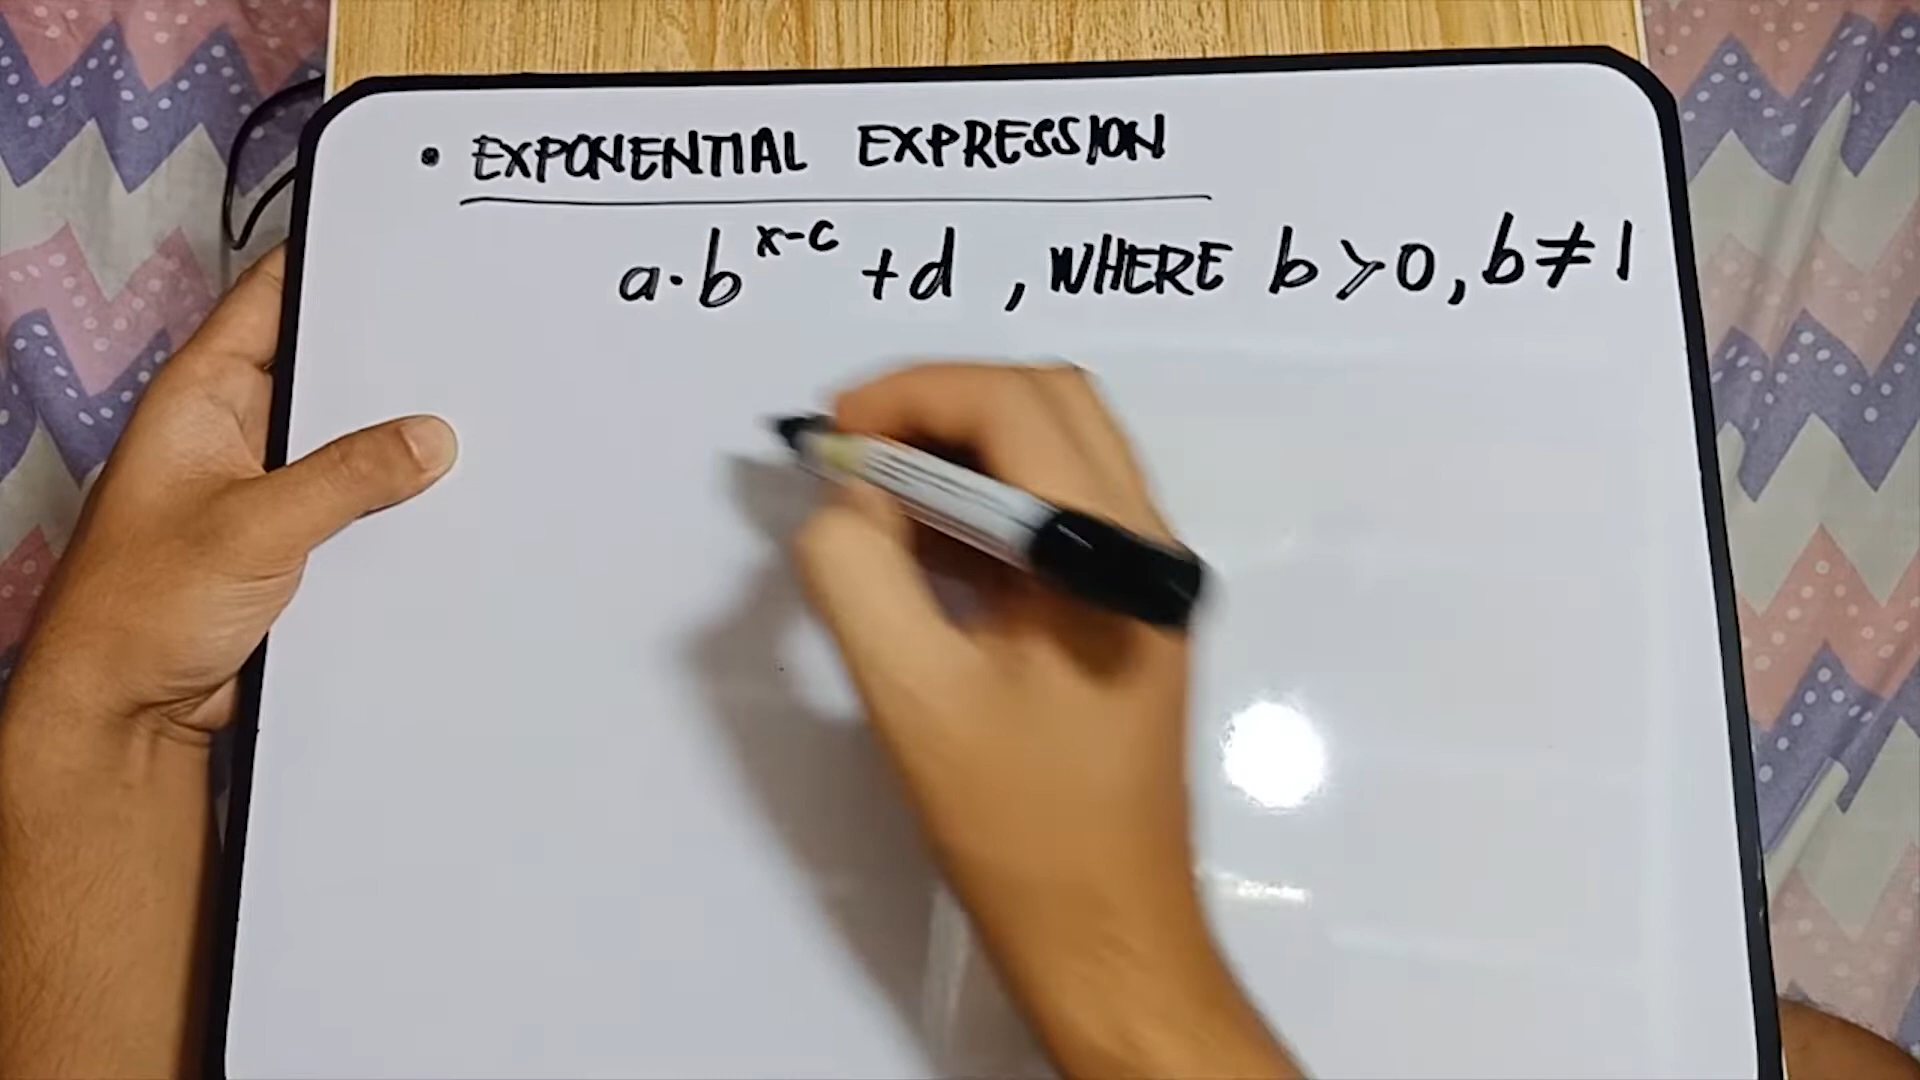 • EXPONENTIAL EXPRESSION
a·b^(x-c) + d , WHERE b > 0, b ≠ 1